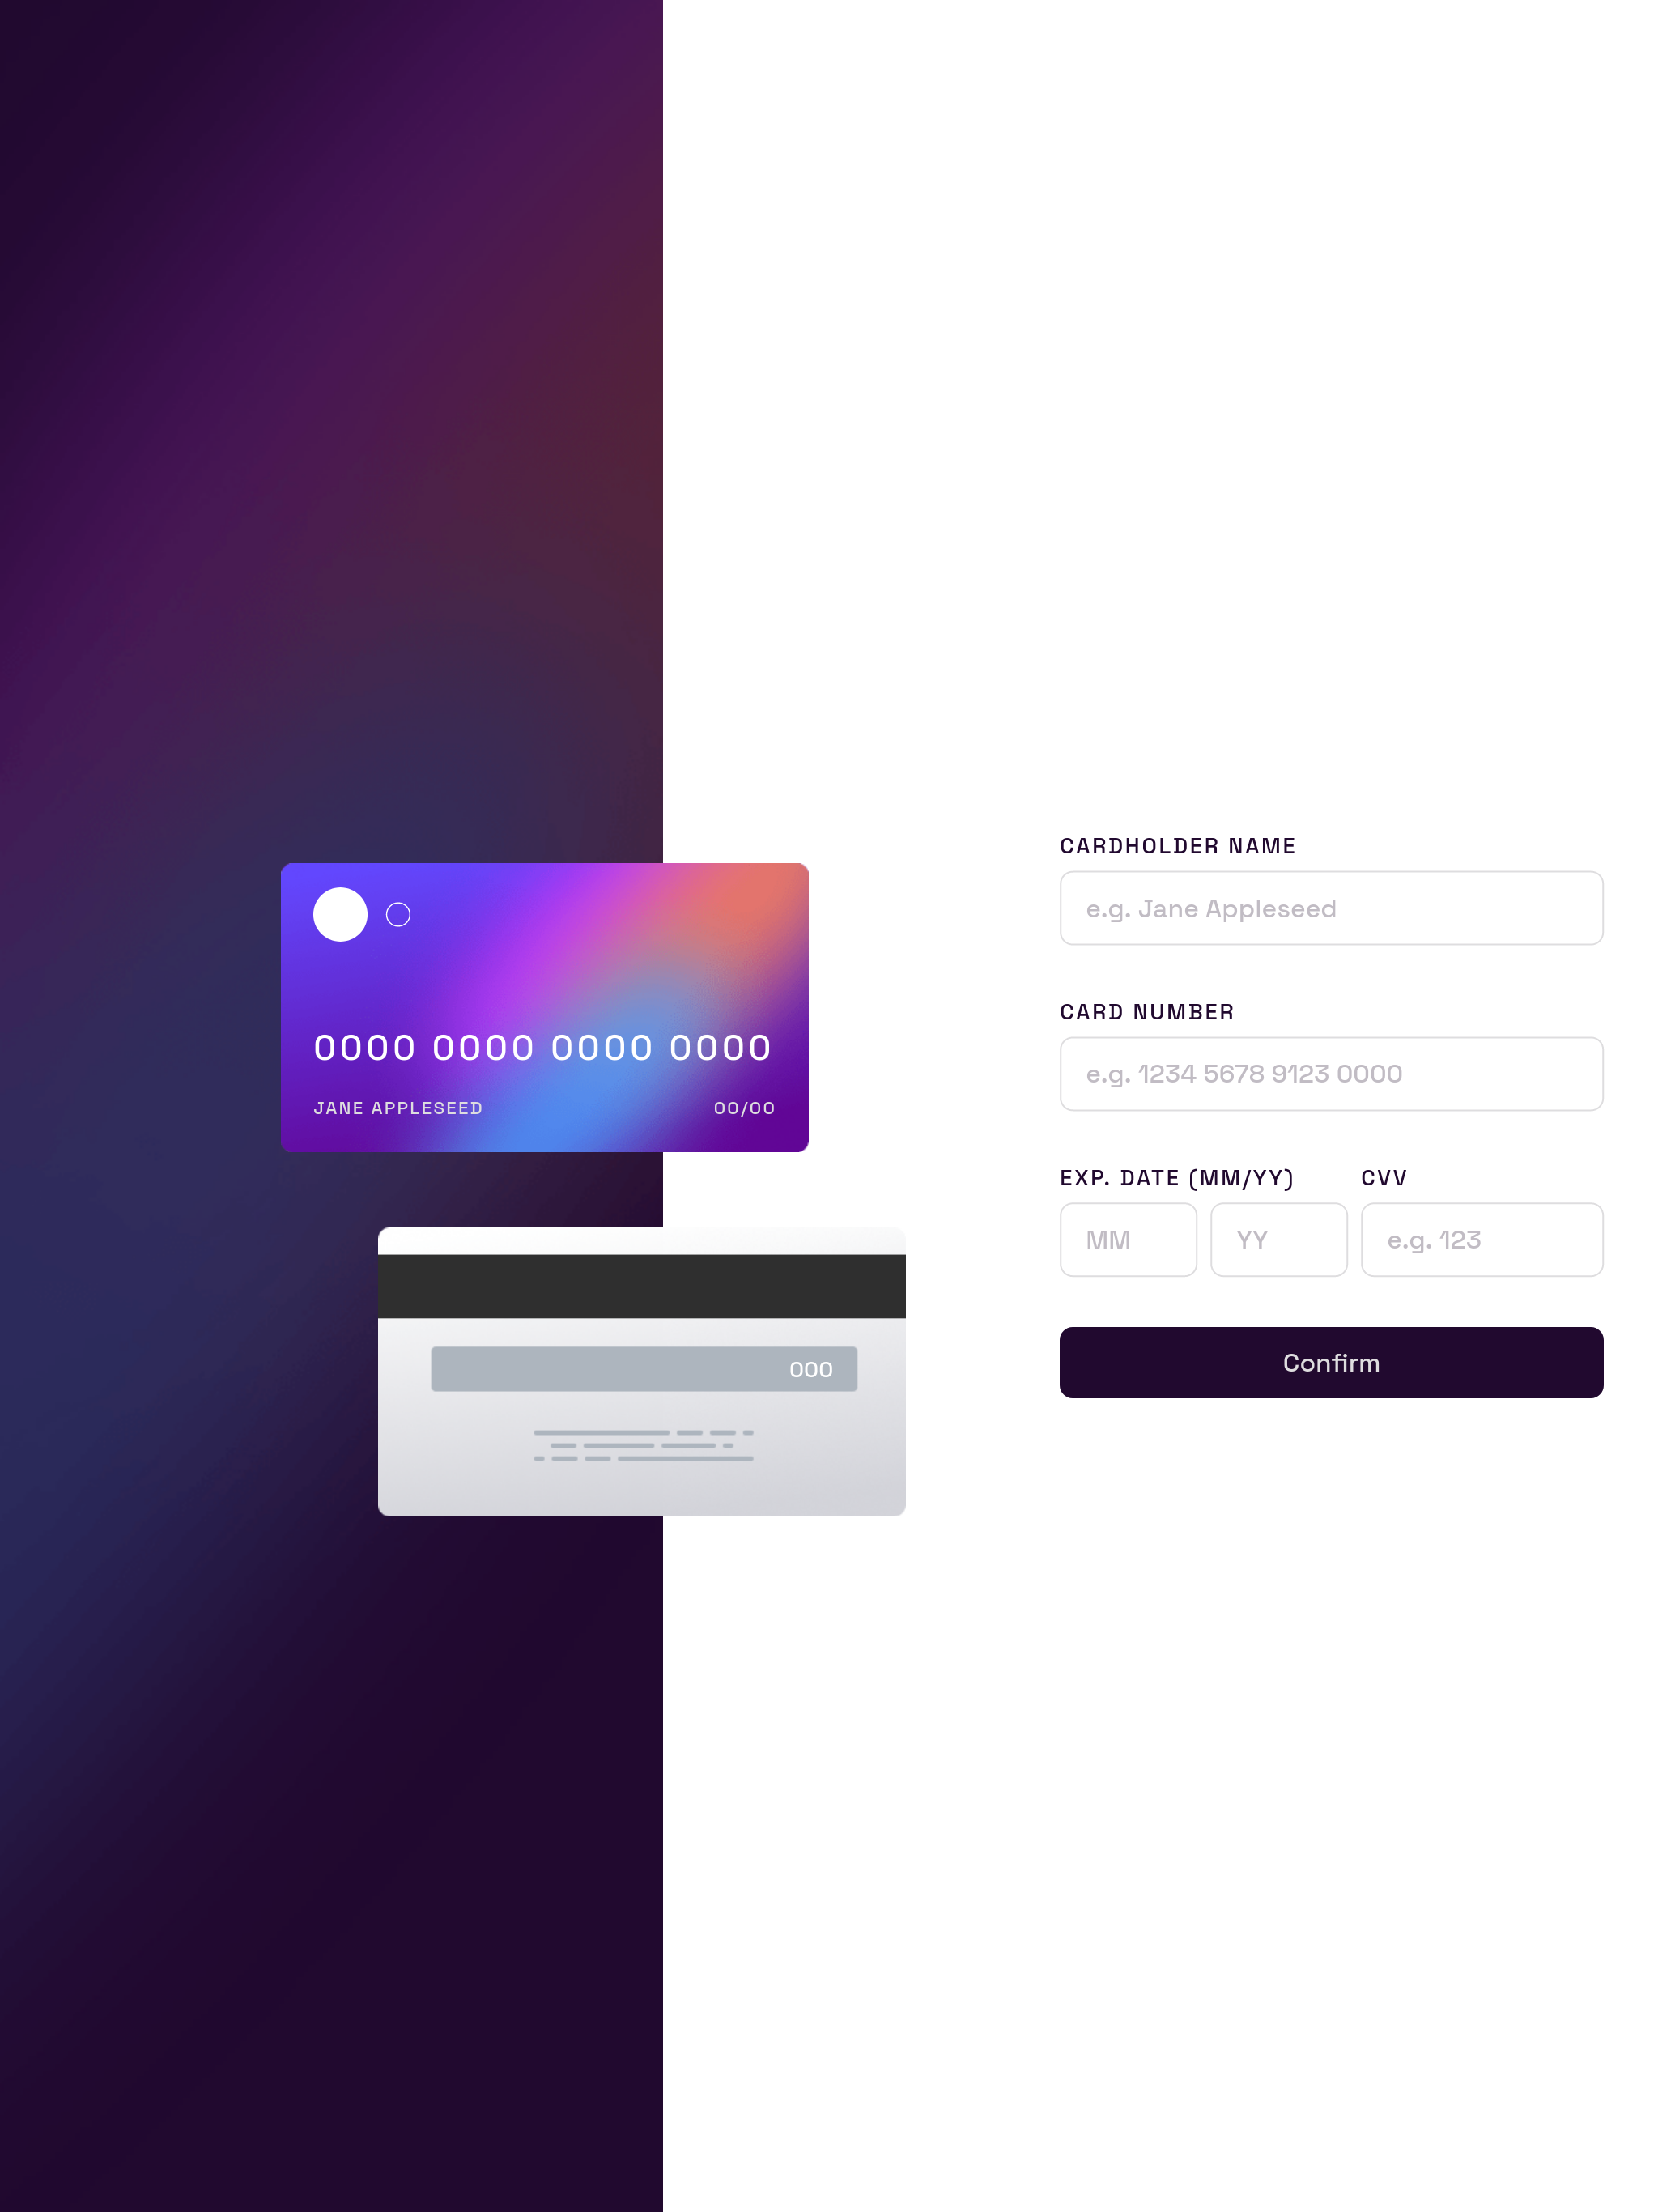 0000 0000 0000 0000
JANE APPLESEED 00/00
000
CARDHOLDER NAME
e.g. Jane Appleseed
CARD NUMBER
e.g. 1234 5678 9123 0000
EXP. DATE (MM/YY) CVV
MM YY e.g. 123
Confirm